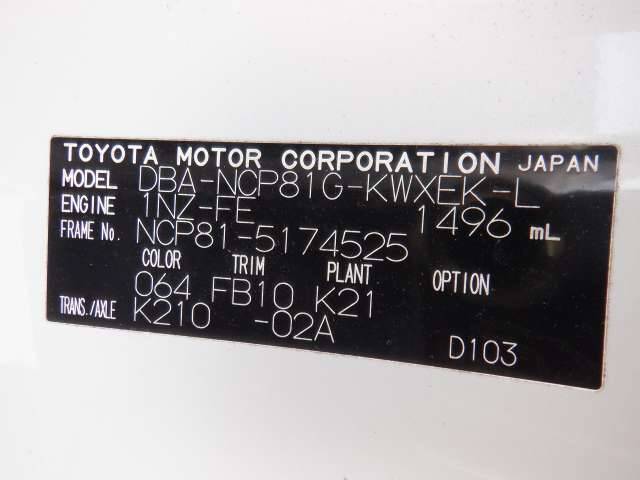 TOYOTA MOTOR CORPORATION JAPAN
MODEL DBA-NCP81G-KWXEK-L
ENGINE 1NZ-FE 1496 mL
FRAME No. NCP81-5174525
COLOR TRIM PLANT OPTION
064 FB10 K21
TRANS./AXLE K210 -02A
D103